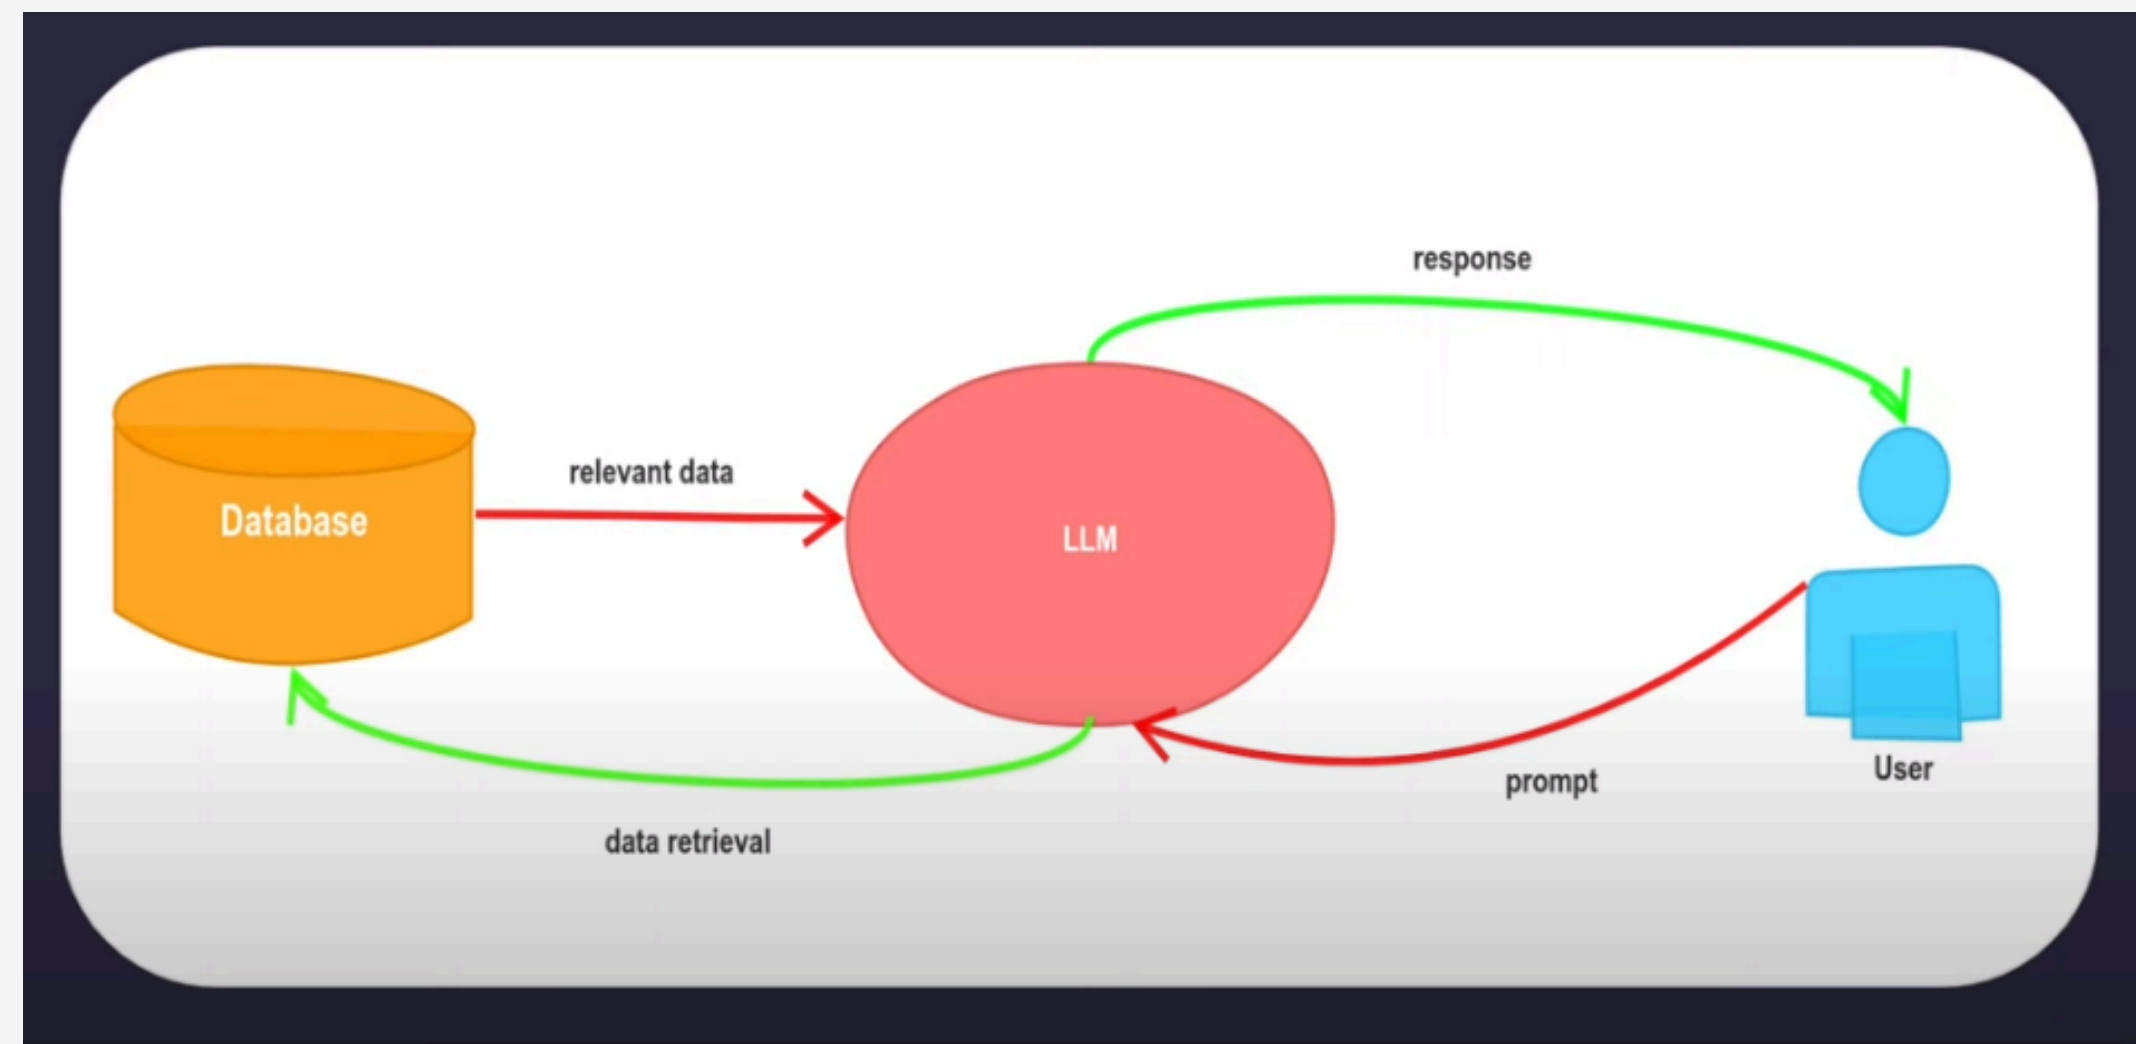 response
relevant data
Database
LLM
prompt
User
data retrieval